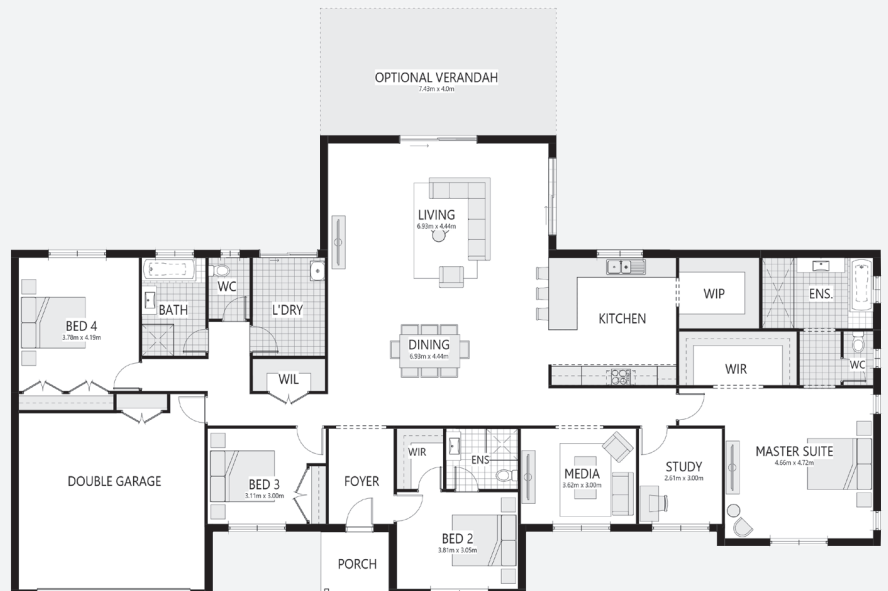 OPTIONAL VERANDAH
7.43m x 4.0m
LIVING
6.93m x 4.44m
WC
ENS.
WIP
BATH
L'DRY
KITCHEN
BED 4
3.78m x 4.19m
DINING
6.93m x 4.44m
WC
WIR
WIL
WIR
MASTER SUITE
4.66m x 4.72m
ENS
STUDY
2.61m x 3.00m
MEDIA
3.62m x 3.00m
DOUBLE GARAGE
FOYER
BED 3
3.11m x 3.00m
BED 2
3.81m x 3.05m
PORCH